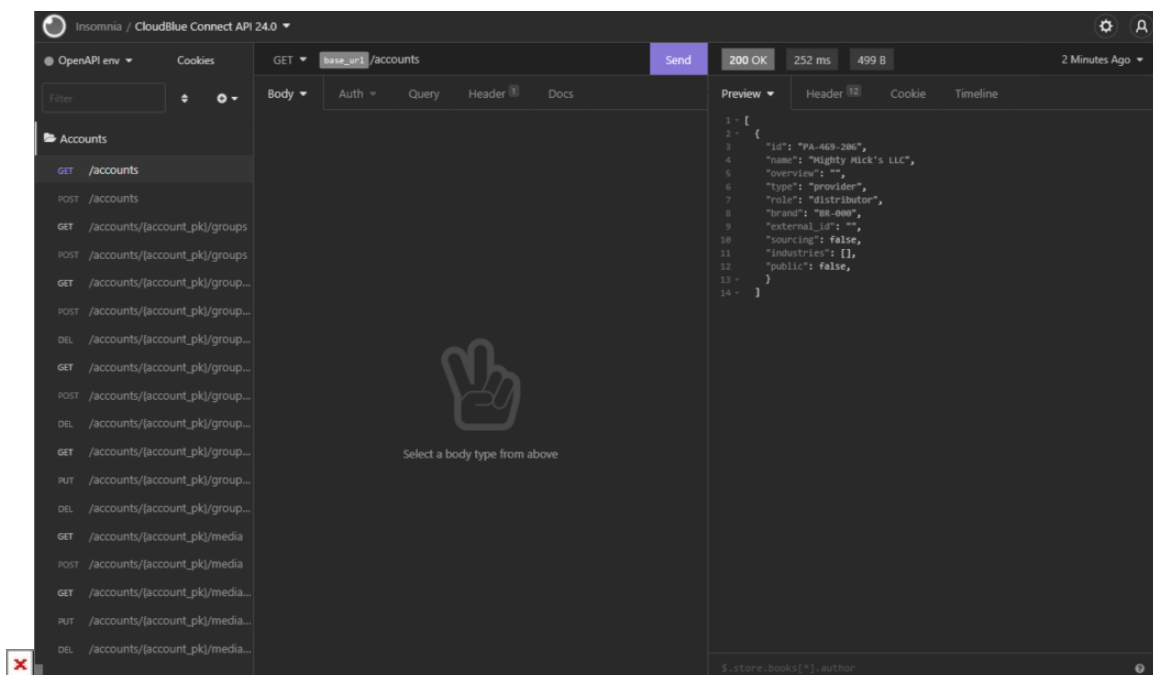 Insomnia / CloudBlue Connect API 24.0
OpenAPI env
Cookies
Filter
Accounts
GET /accounts
POST /accounts
GET /accounts/{account_pk}/groups
POST /accounts/{account_pk}/groups
GET /accounts/{account_pk}/group...
POST /accounts/{account_pk}/group...
DEL /accounts/{account_pk}/group...
GET /accounts/{account_pk}/group...
POST /accounts/{account_pk}/group...
DEL /accounts/{account_pk}/group...
GET /accounts/{account_pk}/group...
PUT /accounts/{account_pk}/group...
DEL /accounts/{account_pk}/group...
GET /accounts/{account_pk}/media
POST /accounts/{account_pk}/media
GET /accounts/{account_pk}/media...
PUT /accounts/{account_pk}/media...
DEL /accounts/{account_pk}/media...
GET base_url/accounts
Send
Body Auth Query Header 1 Docs
Select a body type from above
200 OK 252 ms 499 B 2 Minutes Ago
Preview Header 12 Cookie Timeline
1 [
2 {
3 "id": "PA-469-206",
4 "name": "Mighty Mick's LLC",
5 "overview": "",
6 "type": "provider",
7 "role": "distributor",
8 "brand": "BR-000",
9 "external_id": "",
10 "sourcing": false,
11 "industries": [],
12 "public": false,
13 }
14 ]
$.store.books[*].author